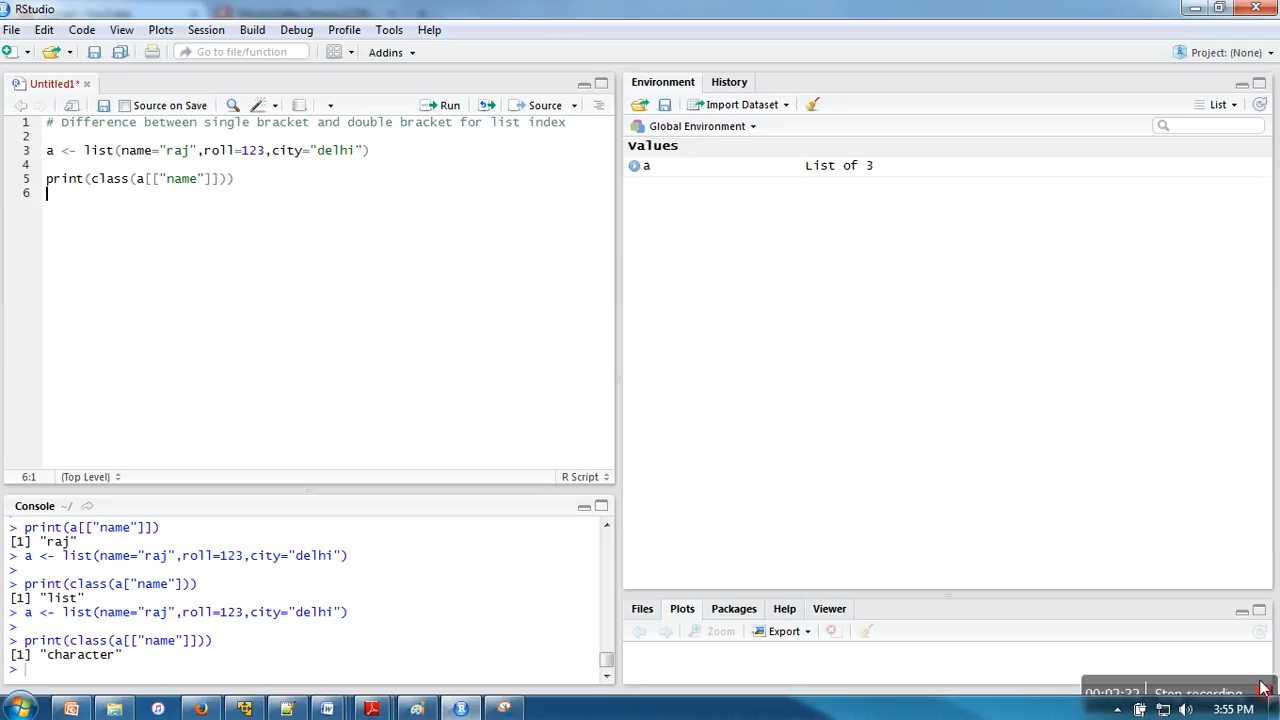 RStudio
File Edit Code View Plots Session Build Debug Profile Tools Help
Go to file/function Addins Project: (None)
Untitled1*
Source on Save Run Source
1 # Difference between single bracket and double bracket for list index
2
3 a <- list(name="raj",roll=123,city="delhi")
4
5 print(class(a[["name"]]))
6
6:1 (Top Level) R Script
Console ~/
> print(a[["name"]])
[1] "raj"
> a <- list(name="raj",roll=123,city="delhi")
>
> print(class(a["name"]))
[1] "list"
> a <- list(name="raj",roll=123,city="delhi")
>
> print(class(a[["name"]]))
[1] "character"
>
Environment History
Import Dataset List
Global Environment
Values
a List of 3
Files Plots Packages Help Viewer
Zoom Export
00:02:22 Stop recording
3:55 PM